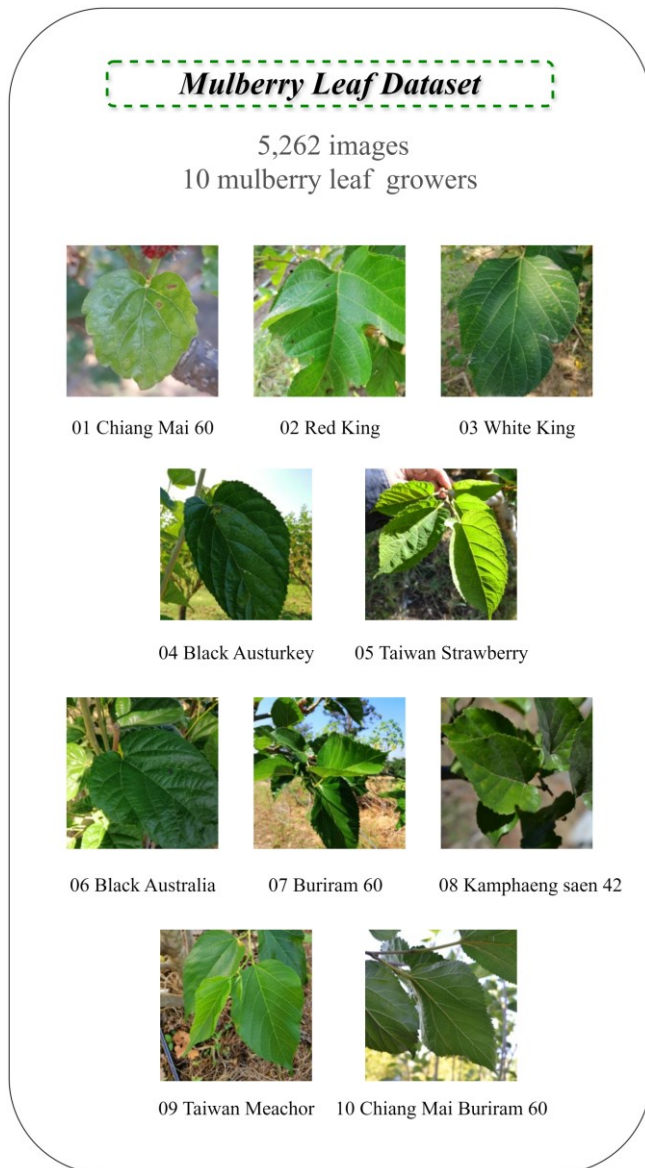 Mulberry Leaf Dataset
5,262 images
10 mulberry leaf growers
01 Chiang Mai 60
02 Red King
03 White King
04 Black Austurkey
05 Taiwan Strawberry
06 Black Australia
07 Buriram 60
08 Kamphaeng saen 42
09 Taiwan Meachor
10 Chiang Mai Buriram 60